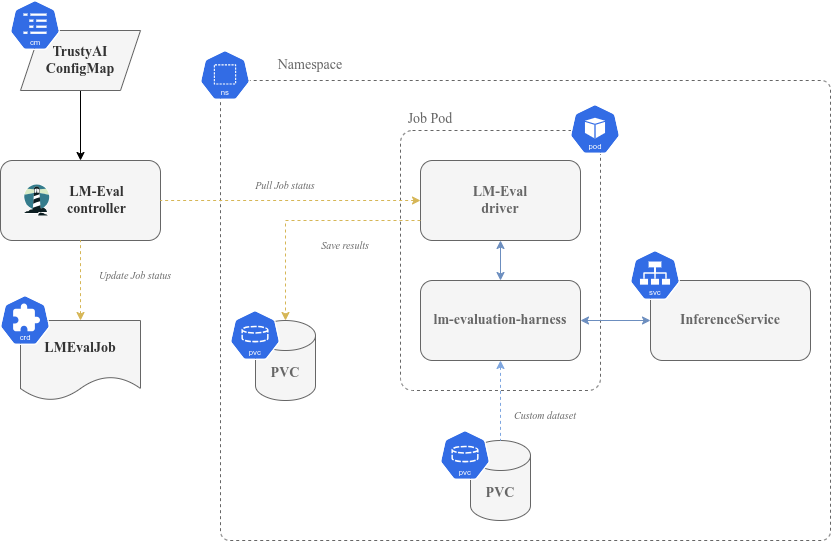 cm
TrustyAI
ConfigMap
Namespace
ns
Job Pod
pod
LM-Eval
controller
Pull Job status
LM-Eval
driver
Save results
Update Job status
svc
crd
LMEvalJob
pvc
PVC
lm-evaluation-harness
InferenceService
Custom dataset
pvc
PVC